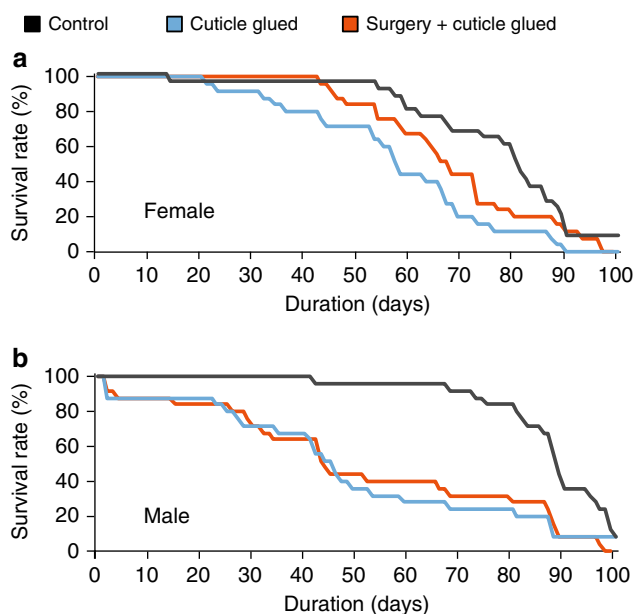 Control Cuticle glued Surgery + cuticle glued
a
Survival rate (%)
100
80
60
40
20
0
Female
0 10 20 30 40 50 60 70 80 90 100
Duration (days)
b
Survival rate (%)
100
80
60
40
20
0
Male
0 10 20 30 40 50 60 70 80 90 100
Duration (days)